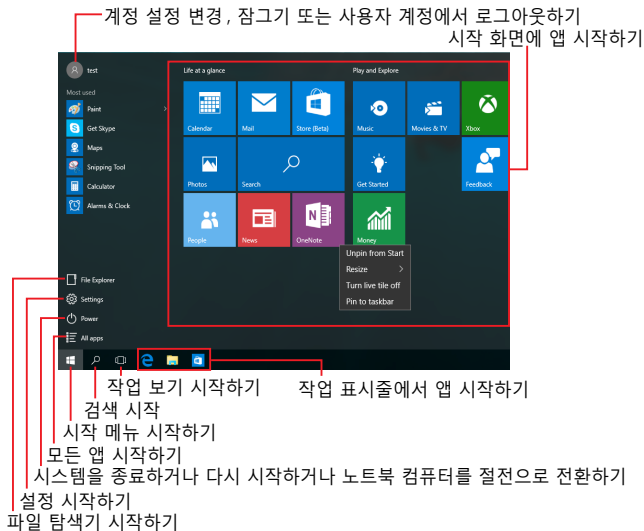 계정 설정 변경, 잠그기 또는 사용자 계정에서 로그아웃하기
시작 화면에 앱 시작하기
test
Most used
Paint
Get Skype
Maps
Snipping Tool
Calculator
Alarms & Clock
File Explorer
Settings
Power
All apps
Life at a glance
Play and Explore
Calendar
Mail
Store (Beta)
Music
Movies & TV
Xbox
Photos
Search
Get Started
Feedback
People
News
OneNote
Money
Unpin from Start
Resize
Turn live tile off
Pin to taskbar
작업 보기 시작하기
작업 표시줄에서 앱 시작하기
검색 시작
시작 메뉴 시작하기
모든 앱 시작하기
시스템을 종료하거나 다시 시작하거나 노트북 컴퓨터를 절전으로 전환하기
설정 시작하기
파일 탐색기 시작하기